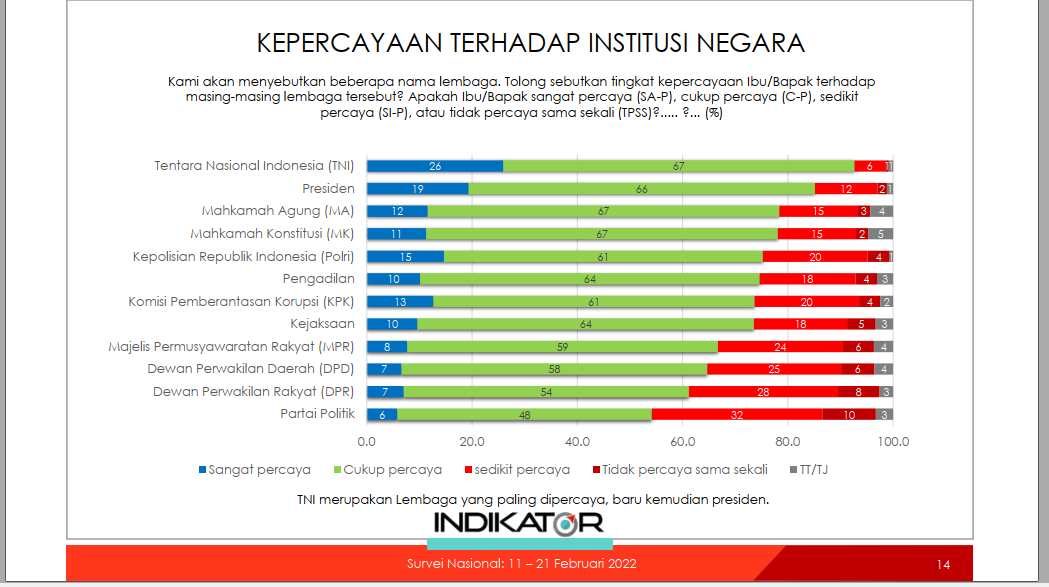 KEPERCAYAAN TERHADAP INSTITUSI NEGARA
Kami akan menyebutkan beberapa nama lembaga. Tolong sebutkan tingkat kepercayaan Ibu/Bapak terhadap
masing-masing lembaga tersebut? Apakah Ibu/Bapak sangat percaya (SA-P), cukup percaya (C-P), sedikit
percaya (SI-P), atau tidak percaya sama sekali (TPSS)?..... ?... (%)
Tentara Nasional Indonesia (TNI) 26 67 6 1 1
Presiden 19 66 12 2 1
Mahkamah Agung (MA) 12 67 15 3 4
Mahkamah Konstitusi (MK) 11 67 15 2 5
Kepolisian Republik Indonesia (Polri) 15 61 20 4 1
Pengadilan 10 64 18 4 3
Komisi Pemberantasan Korupsi (KPK) 13 61 20 4 2
Kejaksaan 10 64 18 5 3
Majelis Permusyawaratan Rakyat (MPR) 8 59 24 6 4
Dewan Perwakilan Daerah (DPD) 7 58 25 6 4
Dewan Perwakilan Rakyat (DPR) 7 54 28 8 3
Partai Politik 6 48 32 10 3
0.0 20.0 40.0 60.0 80.0 100.0
Sangat percaya Cukup percaya sedikit percaya Tidak percaya sama sekali TT/TJ
TNI merupakan Lembaga yang paling dipercaya, baru kemudian presiden.
INDIKATOR
Survei Nasional: 11 – 21 Februari 2022
14